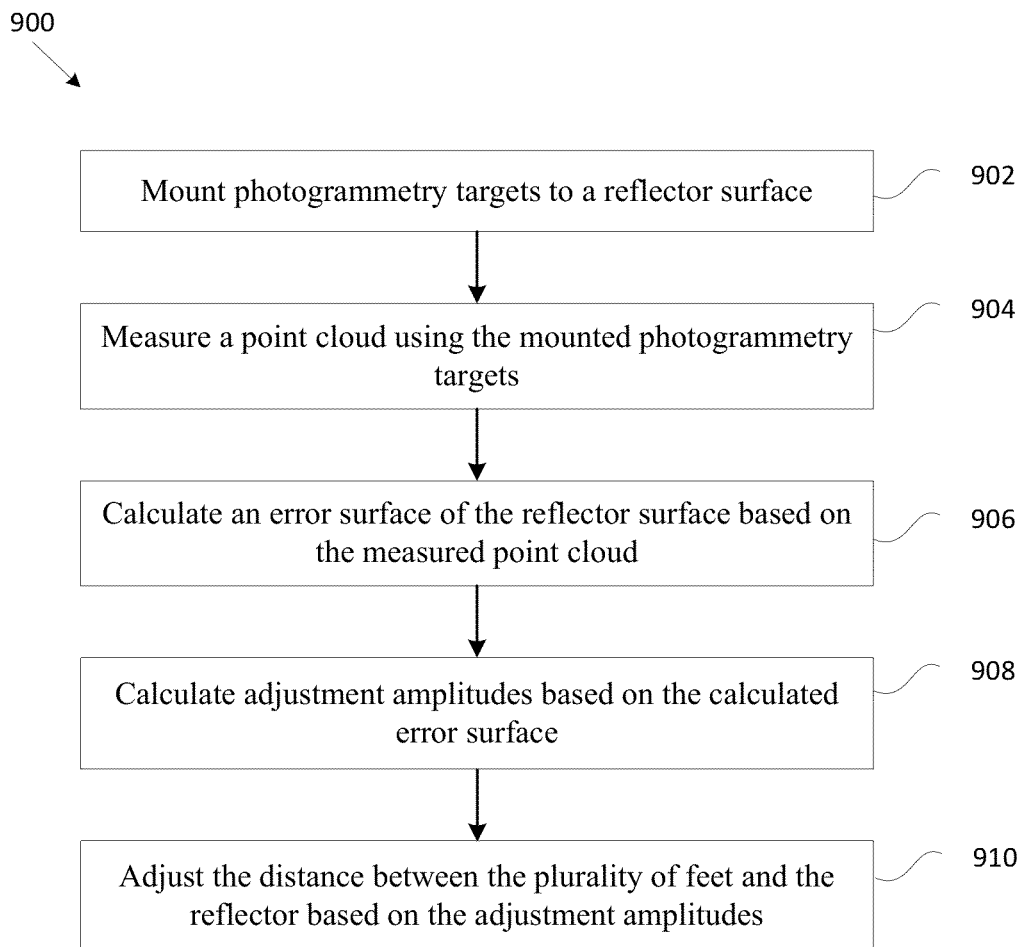 900
Mount photogrammetry targets to a reflector surface
902
Measure a point cloud using the mounted photogrammetry
targets
904
Calculate an error surface of the reflector surface based on
the measured point cloud
906
Calculate adjustment amplitudes based on the calculated
error surface
908
Adjust the distance between the plurality of feet and the
reflector based on the adjustment amplitudes
910